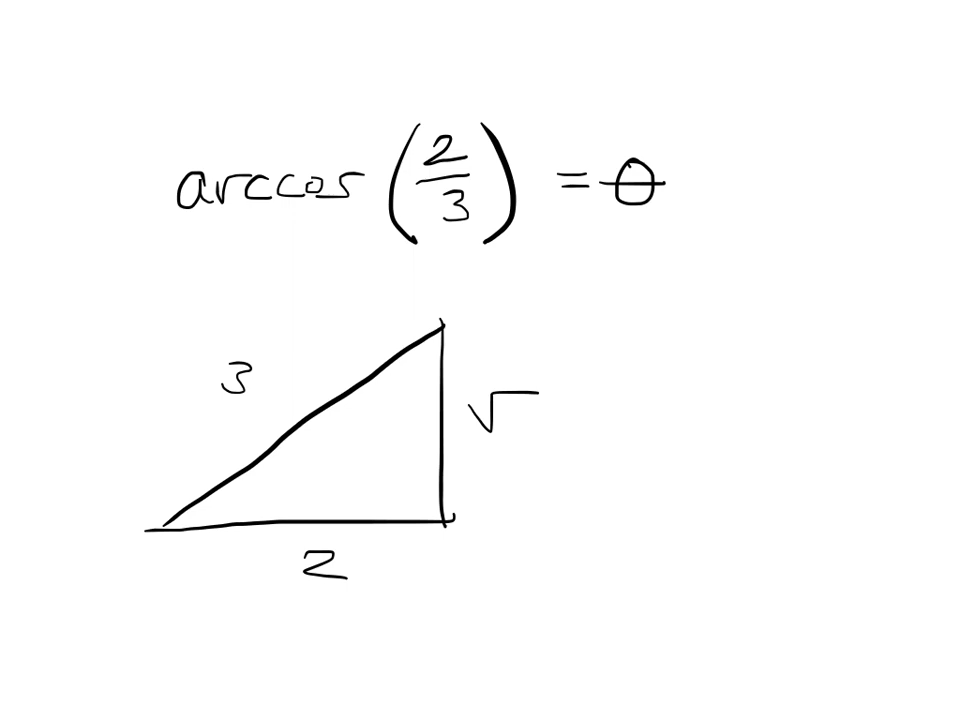 arccos(2/3) = θ
3
√
2